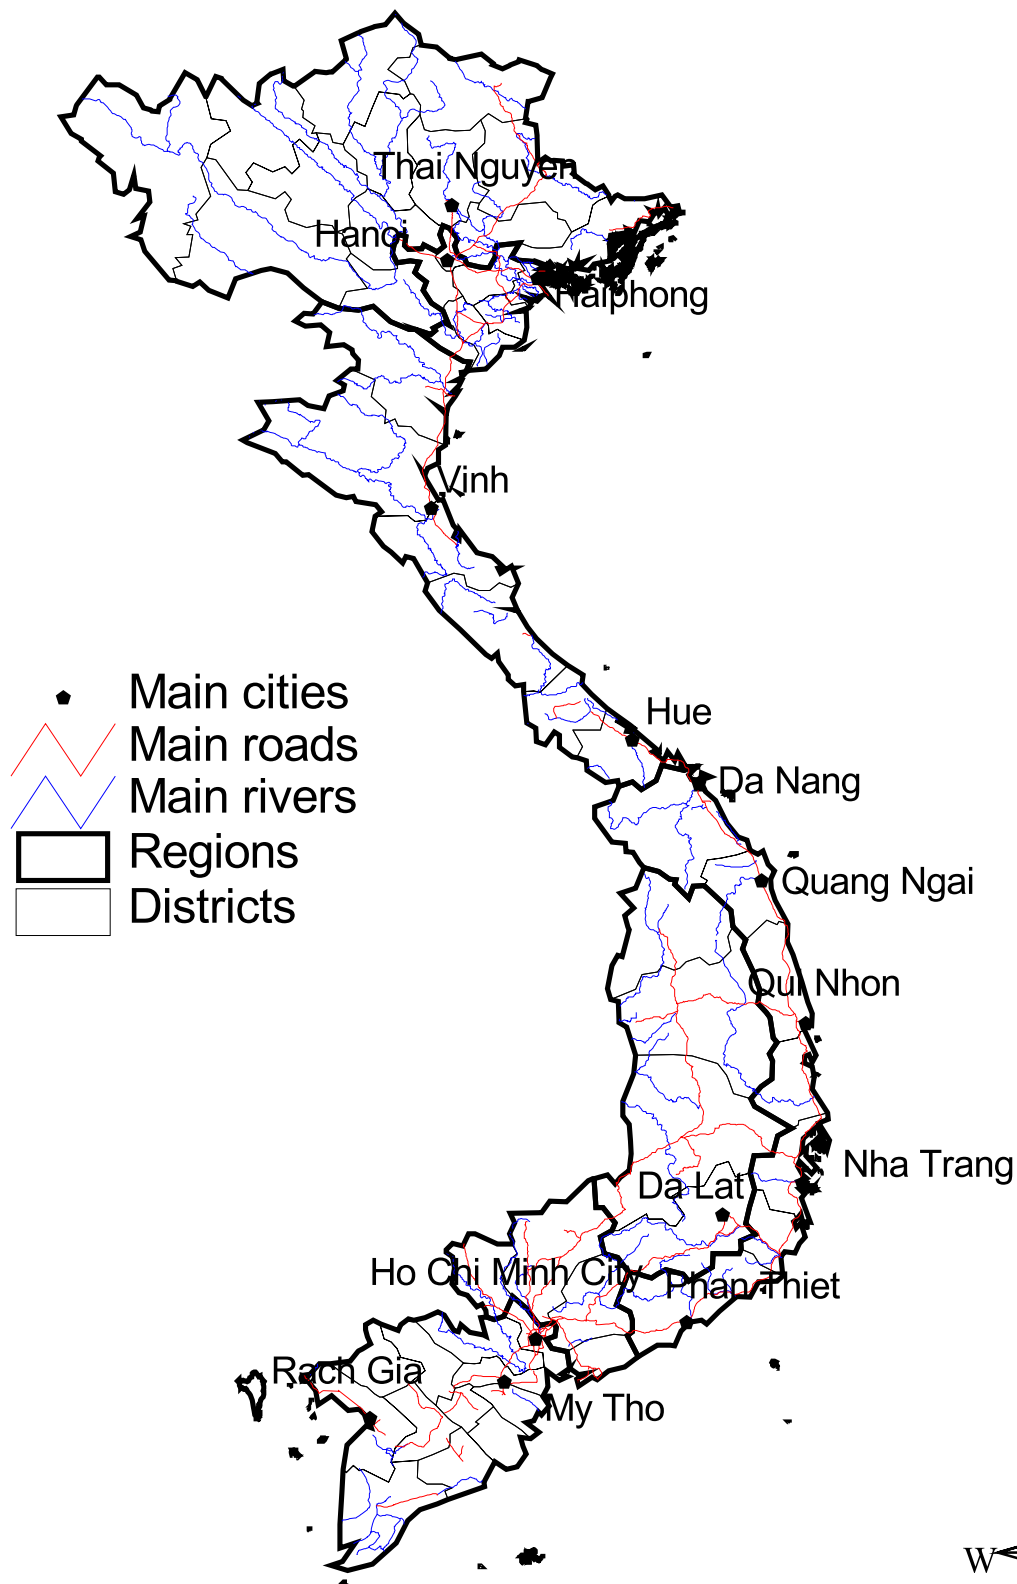 Thai Nguyen
Hanoi
Haiphong
Vinh
Main cities
Main roads
Main rivers
Regions
Districts
Hue
Da Nang
Quang Ngai
Qui Nhon
Nha Trang
Da Lat
Ho Chi Minh City
Phan Thiet
Rach Gia
My Tho
W